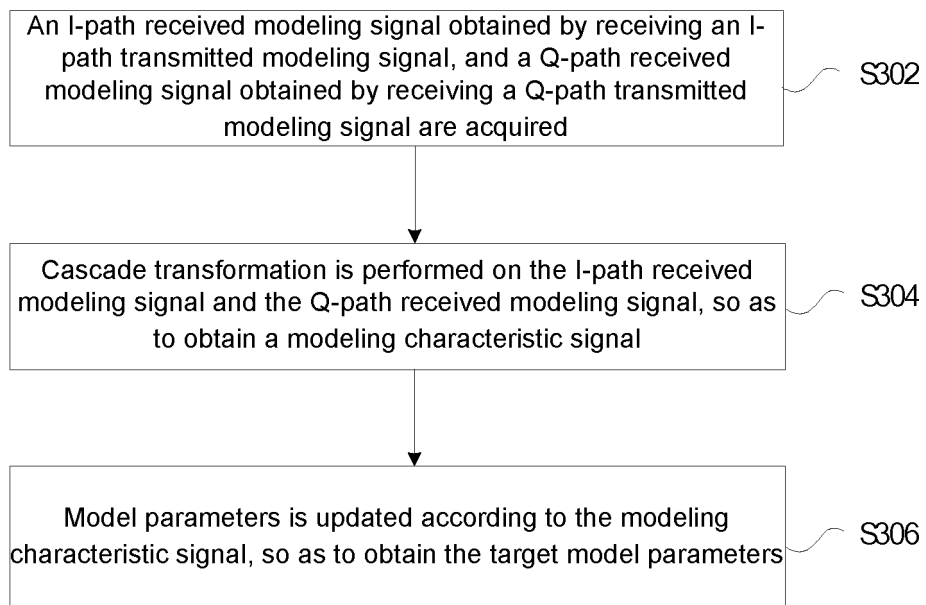 An I-path received modeling signal obtained by receiving an I-
path transmitted modeling signal, and a Q-path received
modeling signal obtained by receiving a Q-path transmitted
modeling signal are acquired
S302
Cascade transformation is performed on the I-path received
modeling signal and the Q-path received modeling signal, so as
to obtain a modeling characteristic signal
S304
Model parameters is updated according to the modeling
characteristic signal, so as to obtain the target model parameters
S306